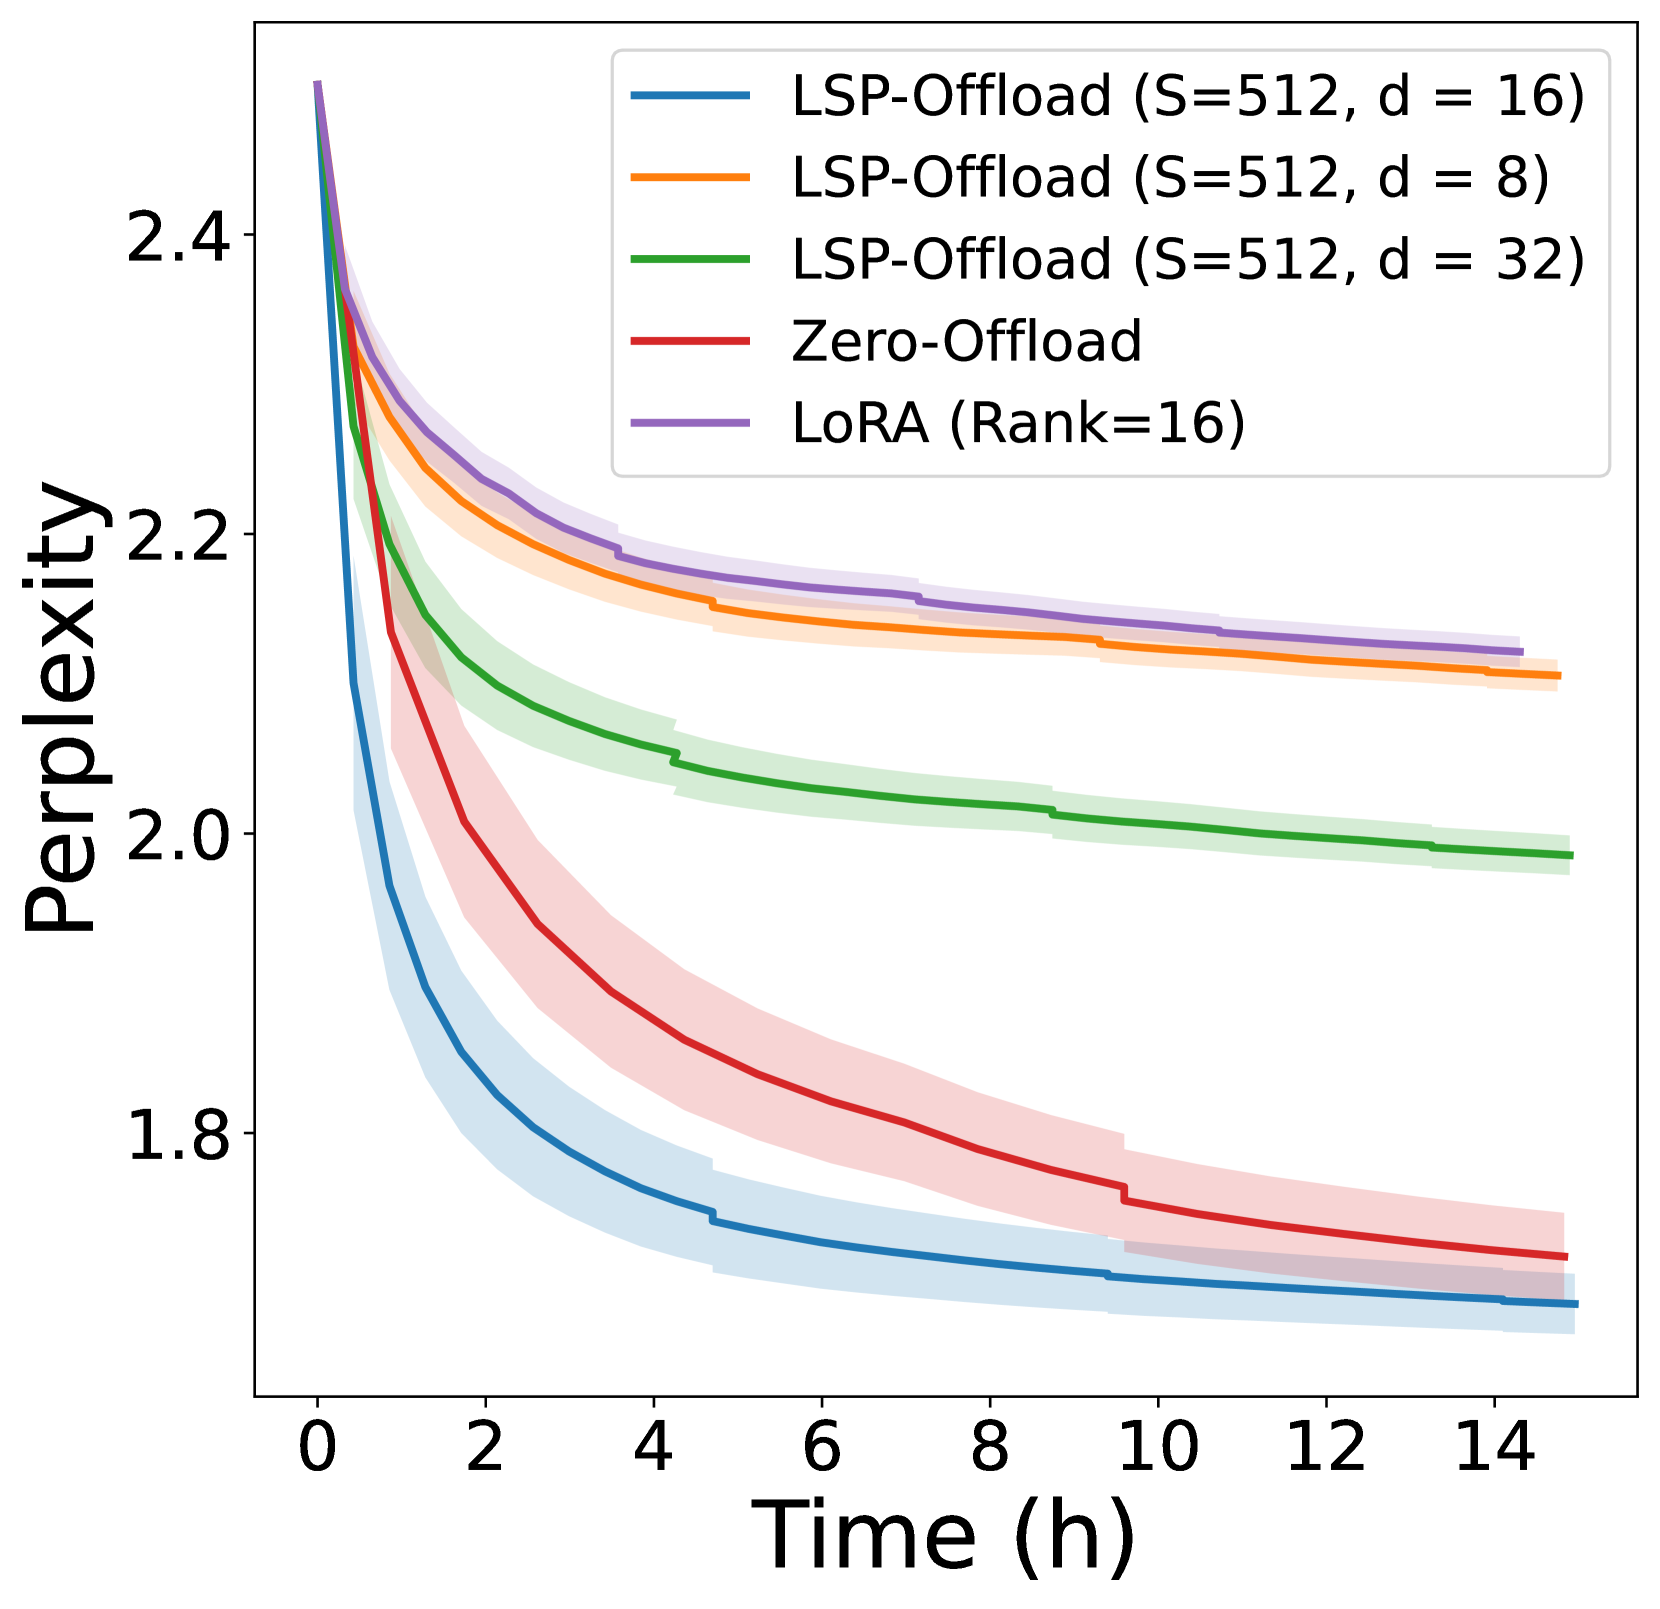 LSP-Offload (S=512, d = 16)
LSP-Offload (S=512, d = 8)
LSP-Offload (S=512, d = 32)
Zero-Offload
LoRA (Rank=16)
Perplexity
2.4
2.2
2.0
1.8
0 2 4 6 8 10 12 14
Time (h)